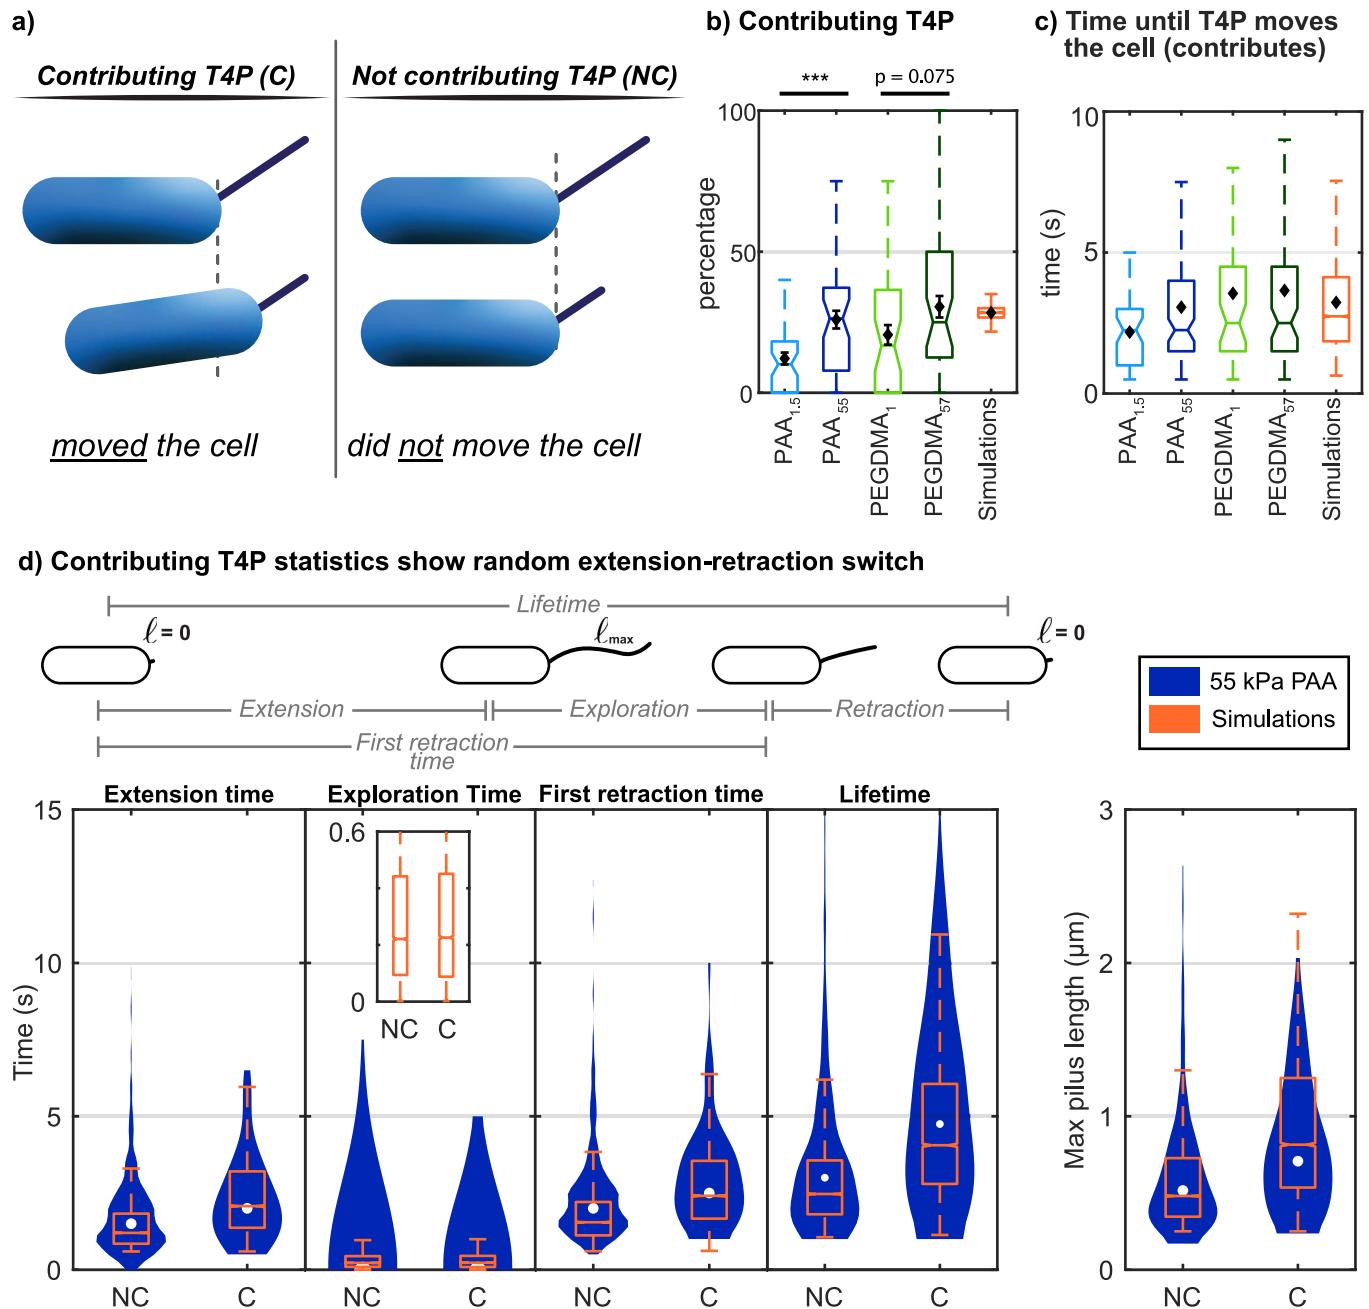 a)
Contributing T4P (C)
Not contributing T4P (NC)
moved the cell
did not move the cell
b) Contributing T4P
***
p = 0.075
100
50
0
percentage
PAA1.5
PAA55
PEGDMA1
PEGDMA57
Simulations
c) Time until T4P moves
the cell (contributes)
10
5
0
time (s)
PAA1.5
PAA55
PEGDMA1
PEGDMA57
Simulations
d) Contributing T4P statistics show random extension-retraction switch
Lifetime
ℓ = 0
ℓmax
ℓ = 0
Extension
Exploration
Retraction
First retraction
time
55 kPa PAA
Simulations
Extension time
Exploration Time
First retraction time
Lifetime
15
10
5
0
Time (s)
0.6
0
NC
C
NC
C
NC
C
NC
C
NC
C
3
2
1
0
Max pilus length (µm)
NC
C